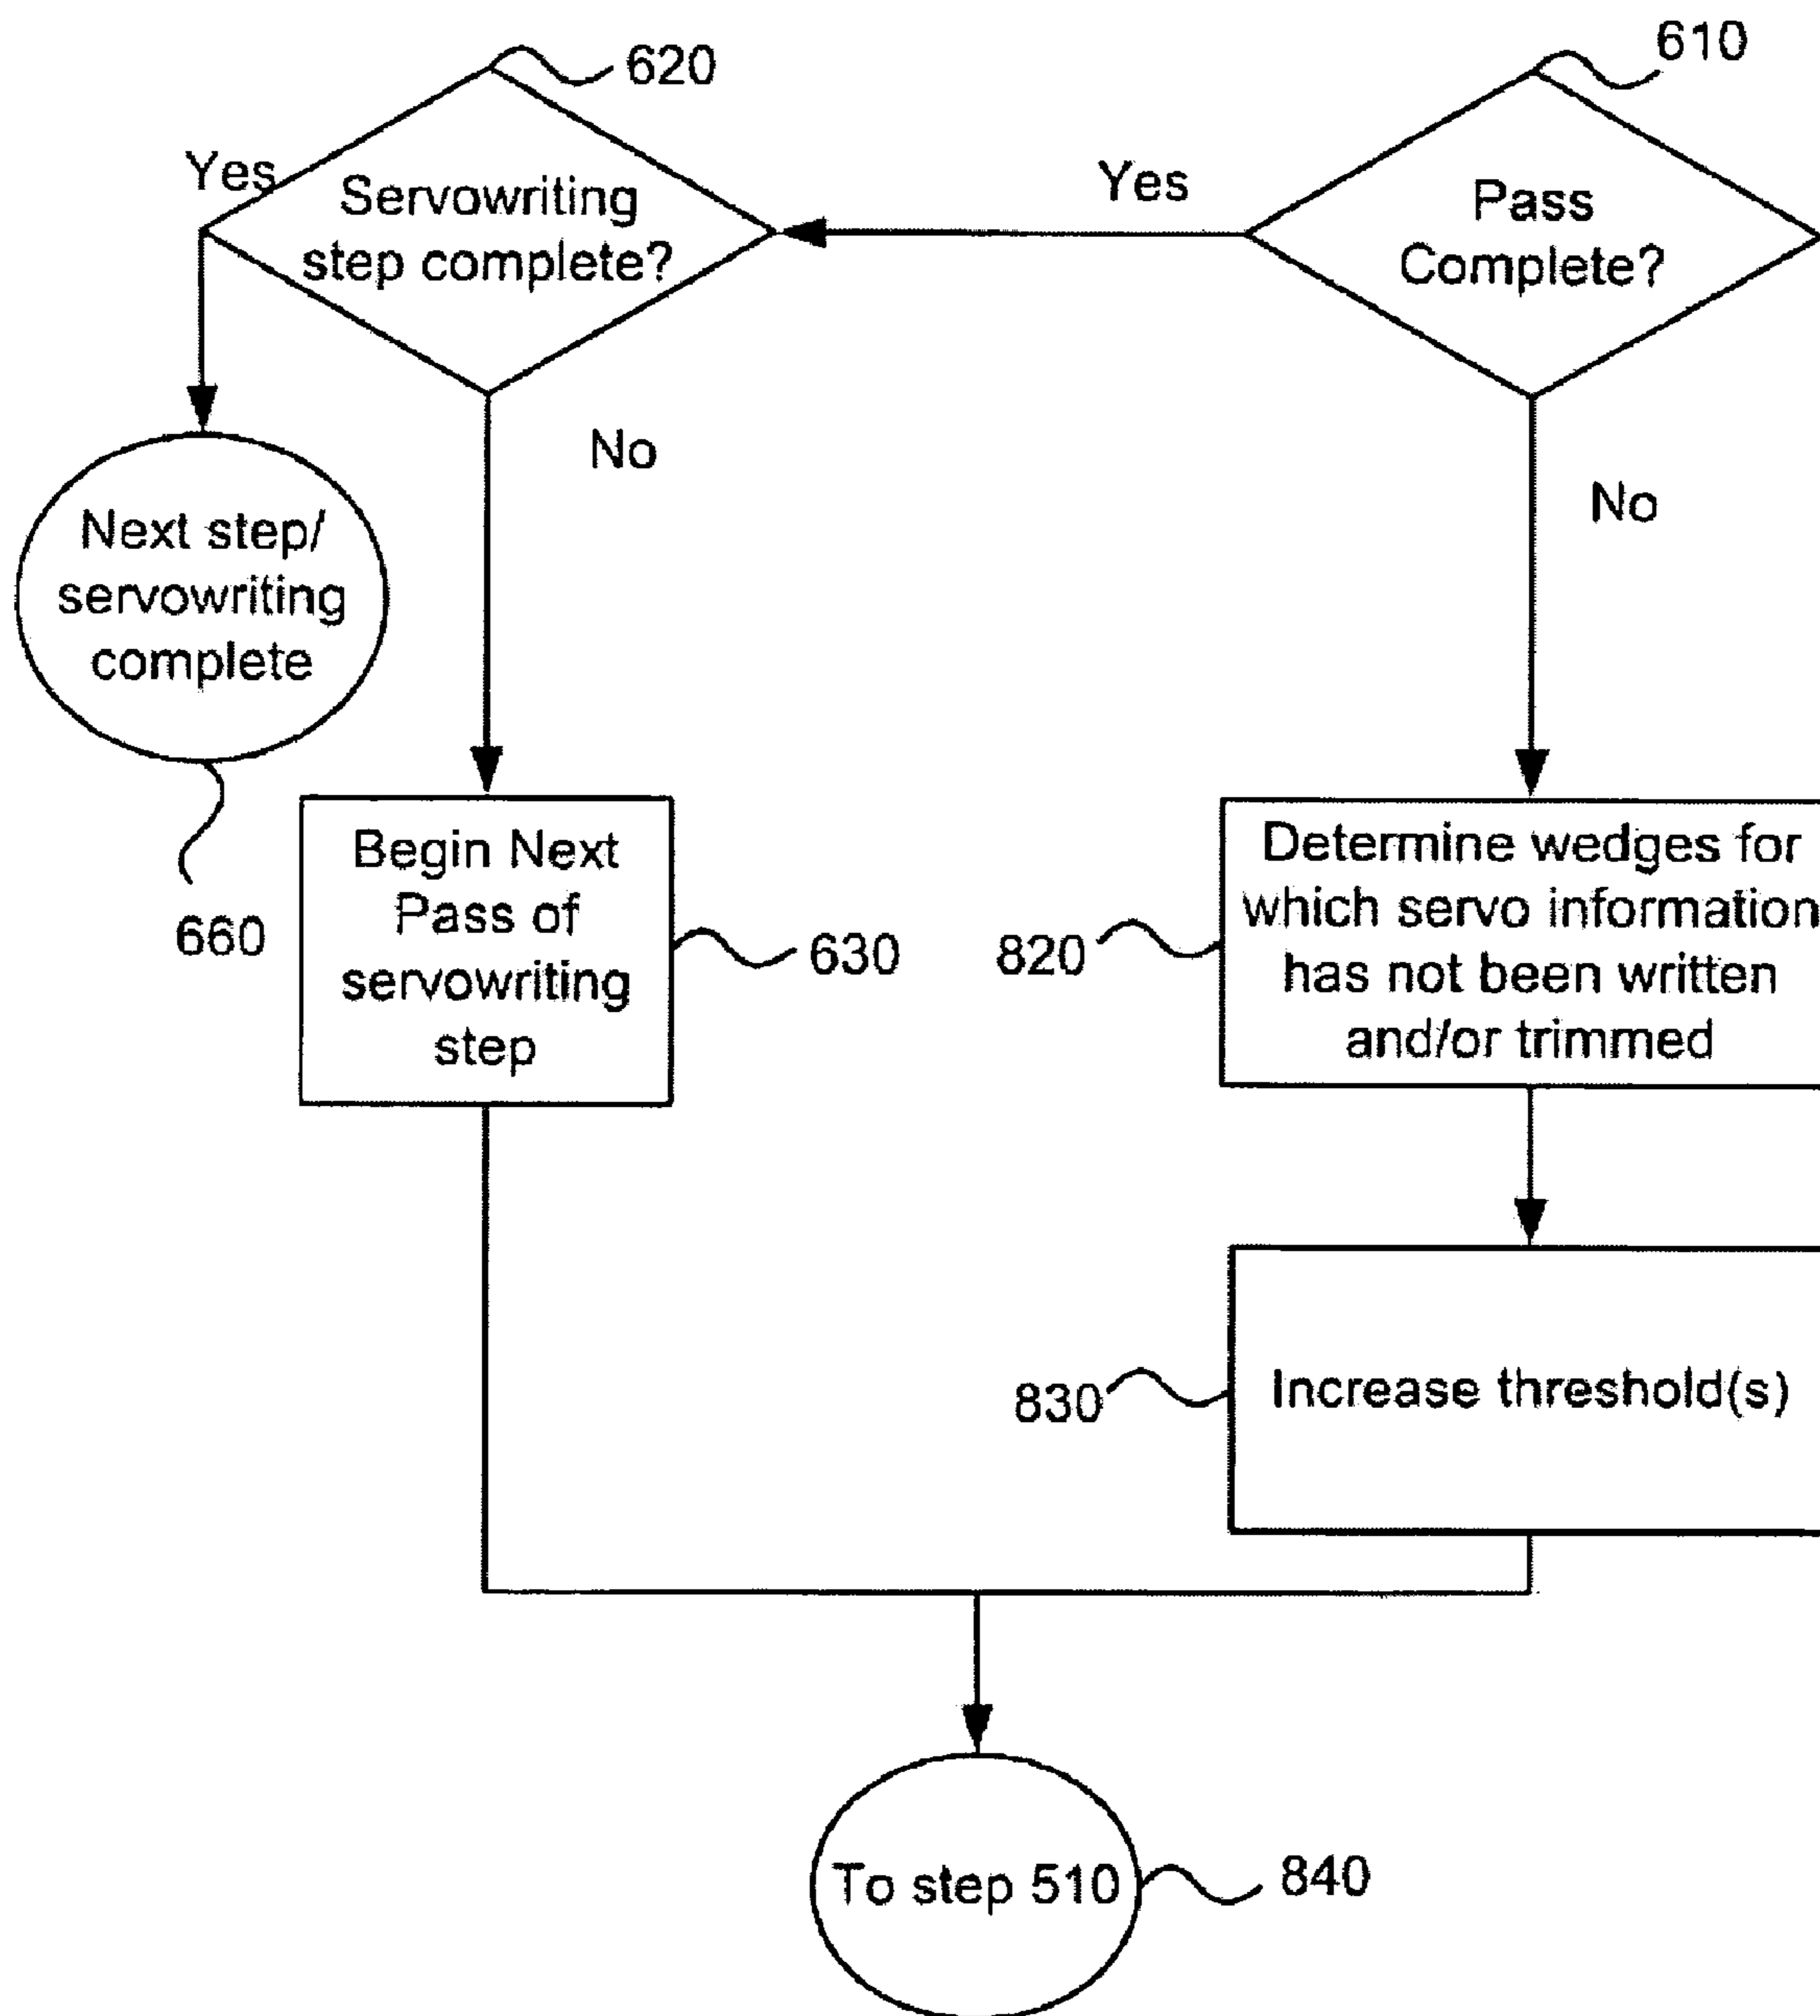 620
610
Yes
Servowriting
step complete?
Yes
Pass
Complete?
No
No
Next step/
servowriting
complete
660
Begin Next
Pass of
servowriting
step
630
820
Determine wedges for
which servo information
has not been written
and/or trimmed
830
Increase threshold(s)
To step 510
840